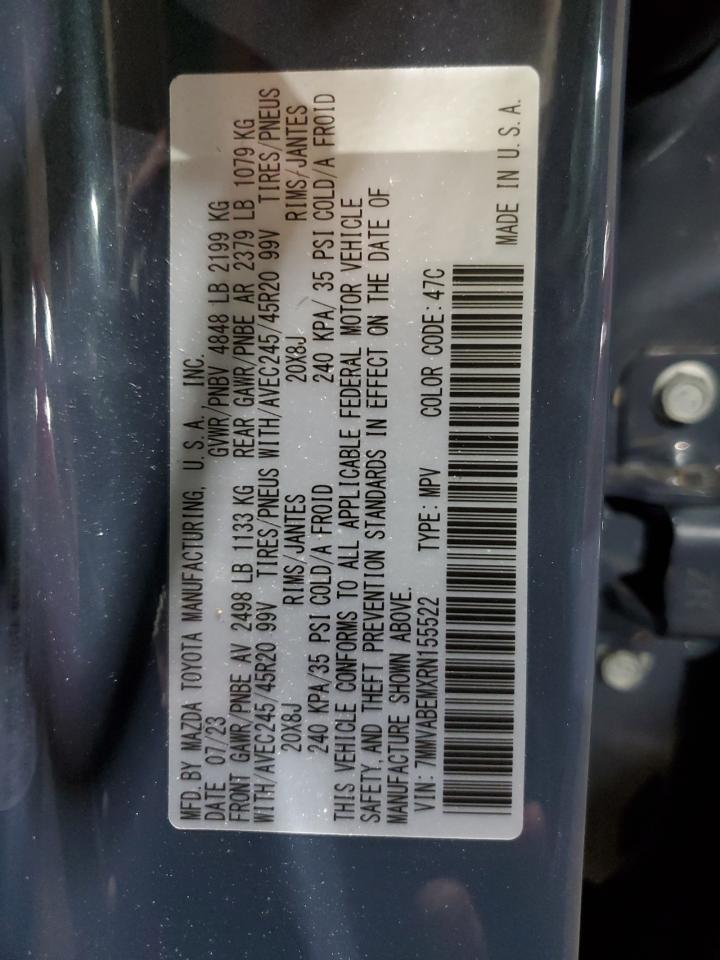 MFD. BY MAZDA TOYOTA MANUFACTURING, U.S.A. INC.
DATE 07/23 GVWR/PNBV 4848 LB 2199 KG
FRONT GAWR/PNBE AV 2498 LB 1133 KG REAR GAWR/PNBE AR 2379 LB 1079 KG
WITH/AVEC245/45R20 99V TIRES/PNEUS WITH/AVEC245/45R20 99V TIRES/PNEUS
20X8J RIMS/JANTES 20X8J RIMS/JANTES
240 KPA/35 PSI COLD/A FROID 240 KPA/ 35 PSI COLD/A FROID
THIS VEHICLE CONFORMS TO ALL APPLICABLE FEDERAL MOTOR VEHICLE
SAFETY, AND THEFT PREVENTION STANDARDS IN EFFECT ON THE DATE OF
MANUFACTURE SHOWN ABOVE.
VIN: 7MMVABEMXRN155522 TYPE: MPV COLOR CODE: 47C
MADE IN U.S.A.